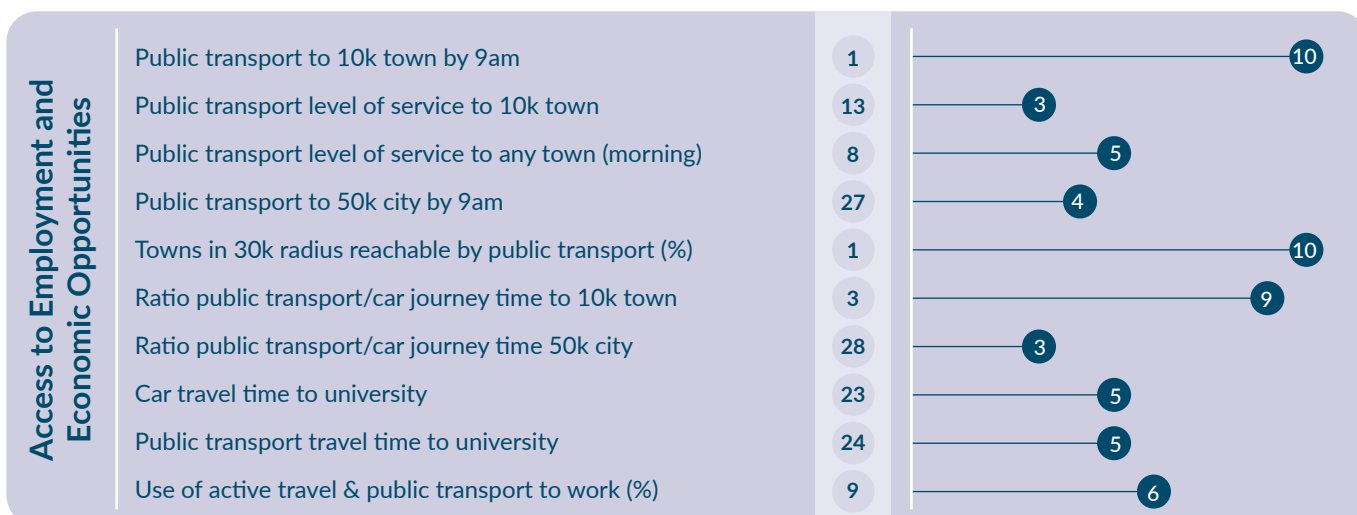 Access to Employment and
Economic Opportunities
Public transport to 10k town by 9am 1 10
Public transport level of service to 10k town 13 3
Public transport level of service to any town (morning) 8 5
Public transport to 50k city by 9am 27 4
Towns in 30k radius reachable by public transport (%) 1 10
Ratio public transport/car journey time to 10k town 3 9
Ratio public transport/car journey time 50k city 28 3
Car travel time to university 23 5
Public transport travel time to university 24 5
Use of active travel & public transport to work (%) 9 6